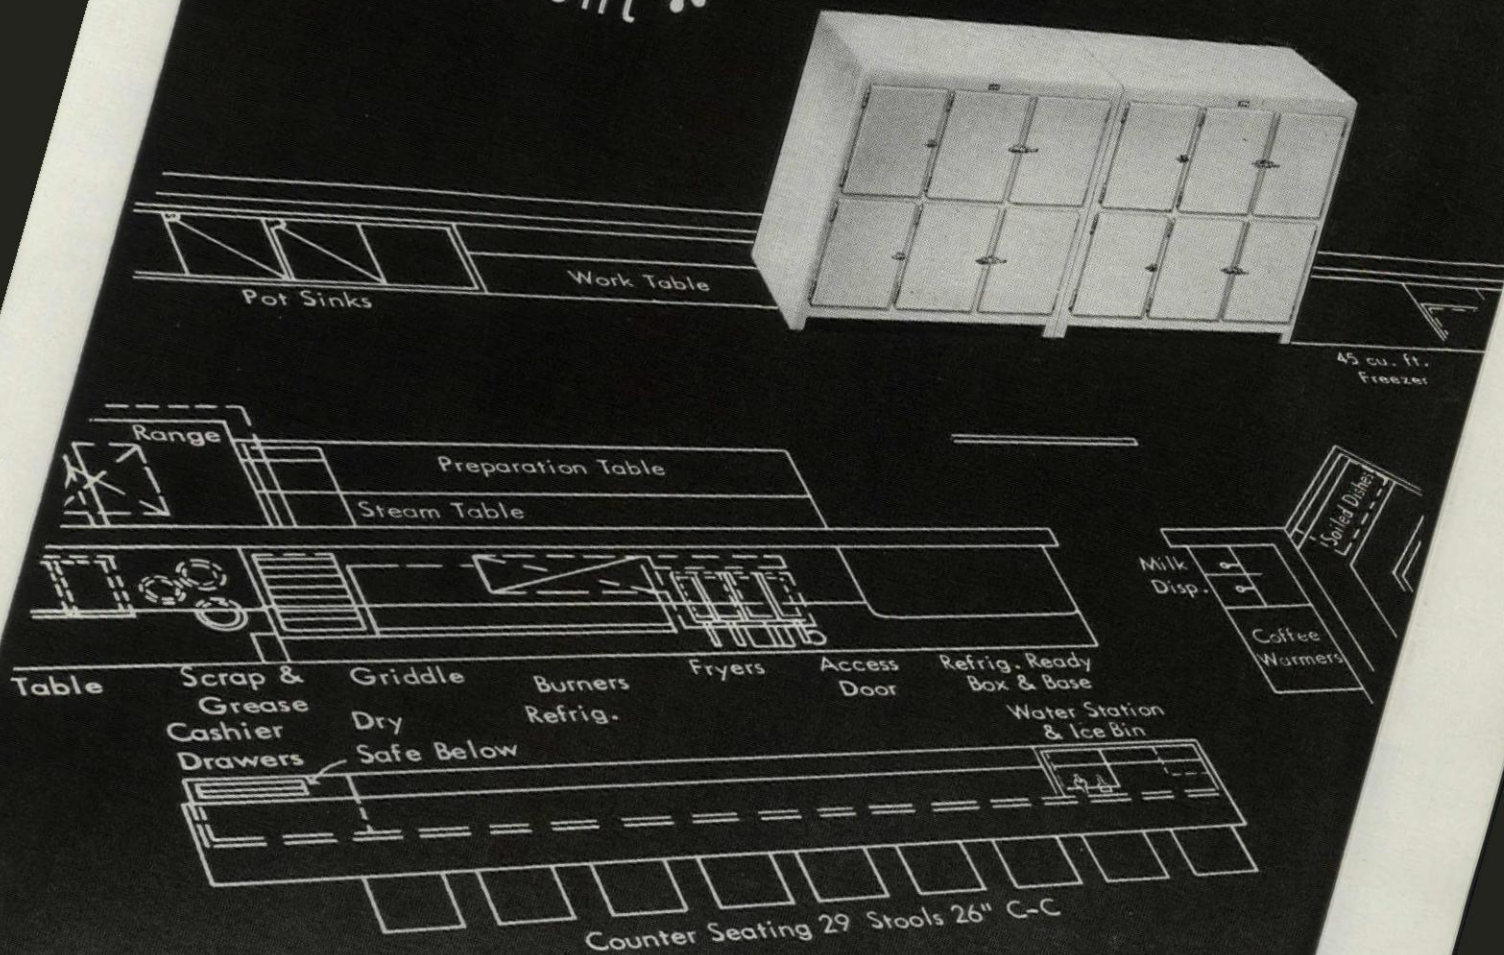 Work Table
Pot Sinks
45 cu. ft.
Freezer
Range
Preparation Table
Steam Table
Soiled Dishes
Milk
Disp.
Coffee
Warmers
Table
Scrap &
Grease
Griddle
Burners
Refrig.
Fryers
Access
Door
Refrig. Ready
Box & Base
Cashier
Drawers
Dry
Safe Below
Water Station
& Ice Bin
Counter Seating 29 Stools 26" C-C